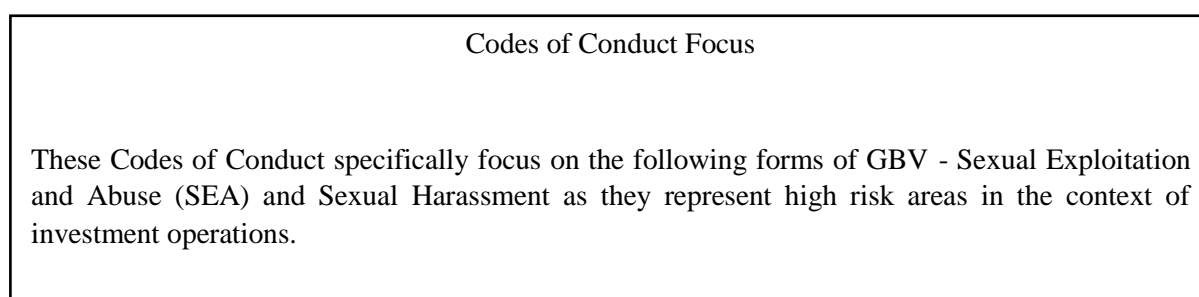 Codes of Conduct Focus
These Codes of Conduct specifically focus on the following forms of GBV - Sexual Exploitation
and Abuse (SEA) and Sexual Harassment as they represent high risk areas in the context of
investment operations.